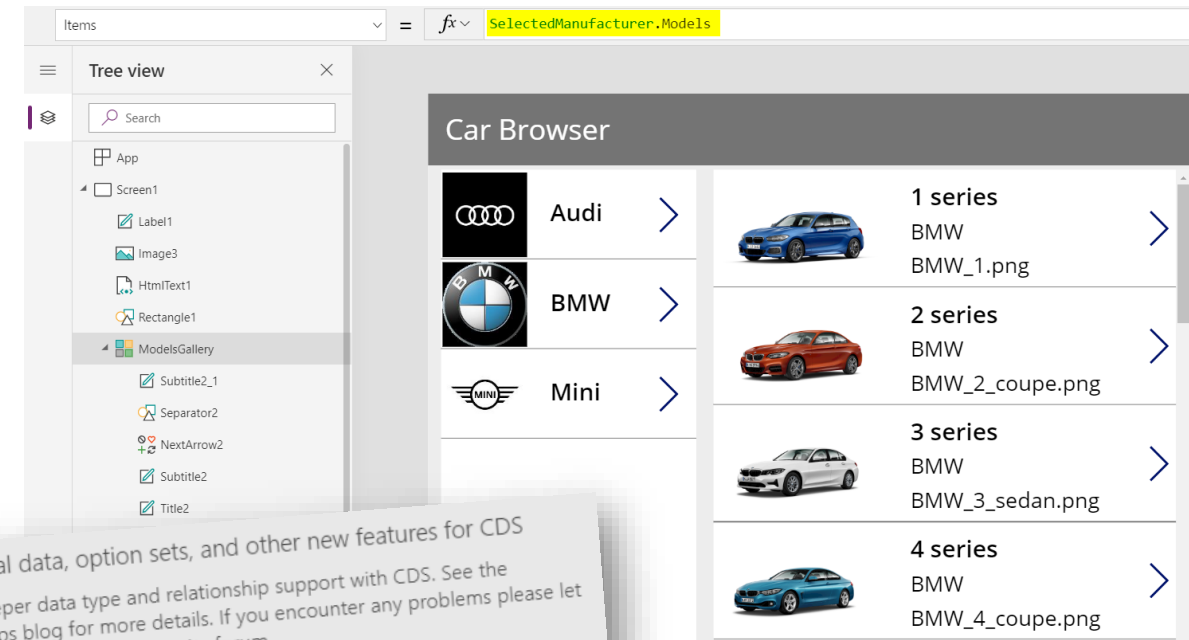 Items
= fx SelectedManufacturer.Models
Tree view
Search
App
Screen1
Label1
Image3
HtmlText1
Rectangle1
ModelsGallery
Subtitle2_1
Separator2
NextArrow2
Subtitle2
Title2
Car Browser
Audi
BMW
BMW
MINI
Mini
1 series
BMW
BMW_1.png
2 series
BMW
BMW_2_coupe.png
3 series
BMW
BMW_3_sedan.png
4 series
BMW
BMW_4_coupe.png
data, option sets, and other new features for CDS
data type and relationship support with CDS. See the
blog for more details. If you encounter any problems please let